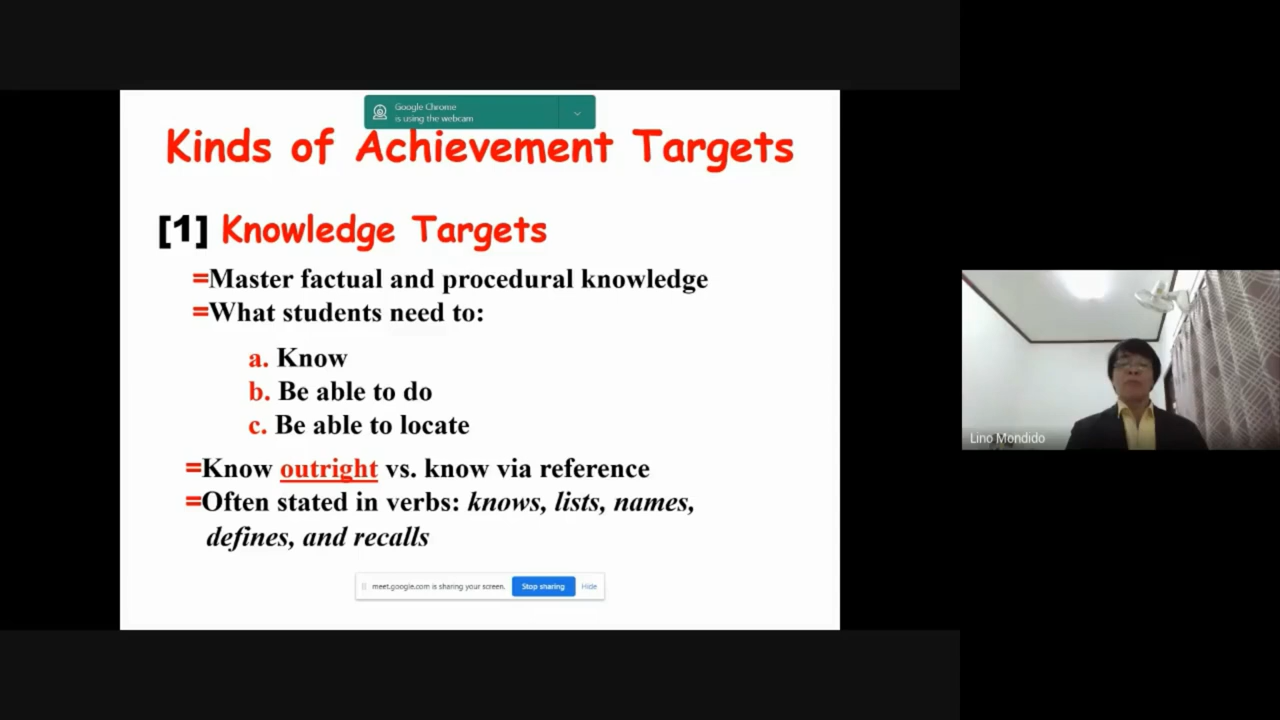 Google Chrome
is using the webcam
Kinds of Achievement Targets
[1] Knowledge Targets
=Master factual and procedural knowledge
=What students need to:
a. Know
b. Be able to do
c. Be able to locate
=Know outright vs. know via reference
=Often stated in verbs: knows, lists, names,
defines, and recalls
meet.google.com is sharing your screen. Stop sharing Hide
Lino Mondido